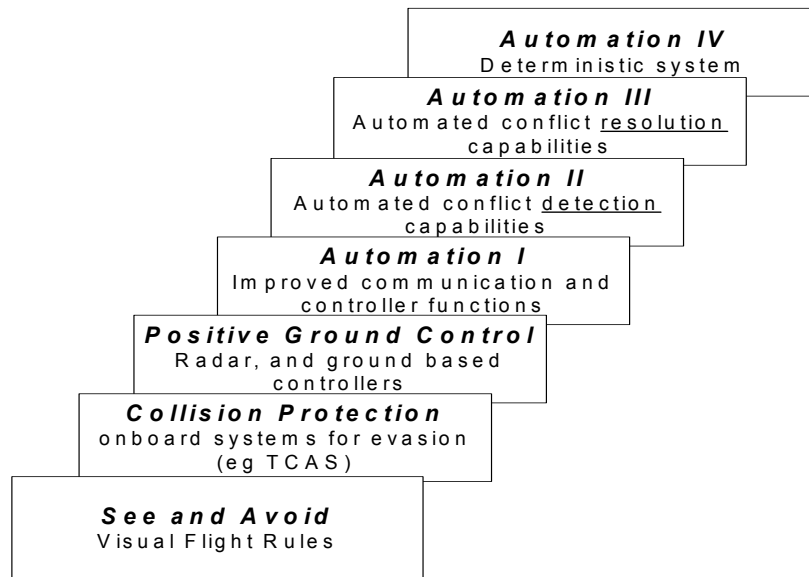 Automation IV
Deterministic system
Automation III
Automated conflict resolution
capabilities
Automation II
Automated conflict detection
capabilities
Automation I
Improved communication and
controller functions
Positive Ground Control
Radar, and ground based
controllers
Collision Protection
onboard systems for evasion
(eg TCAS)
See and Avoid
Visual Flight Rules